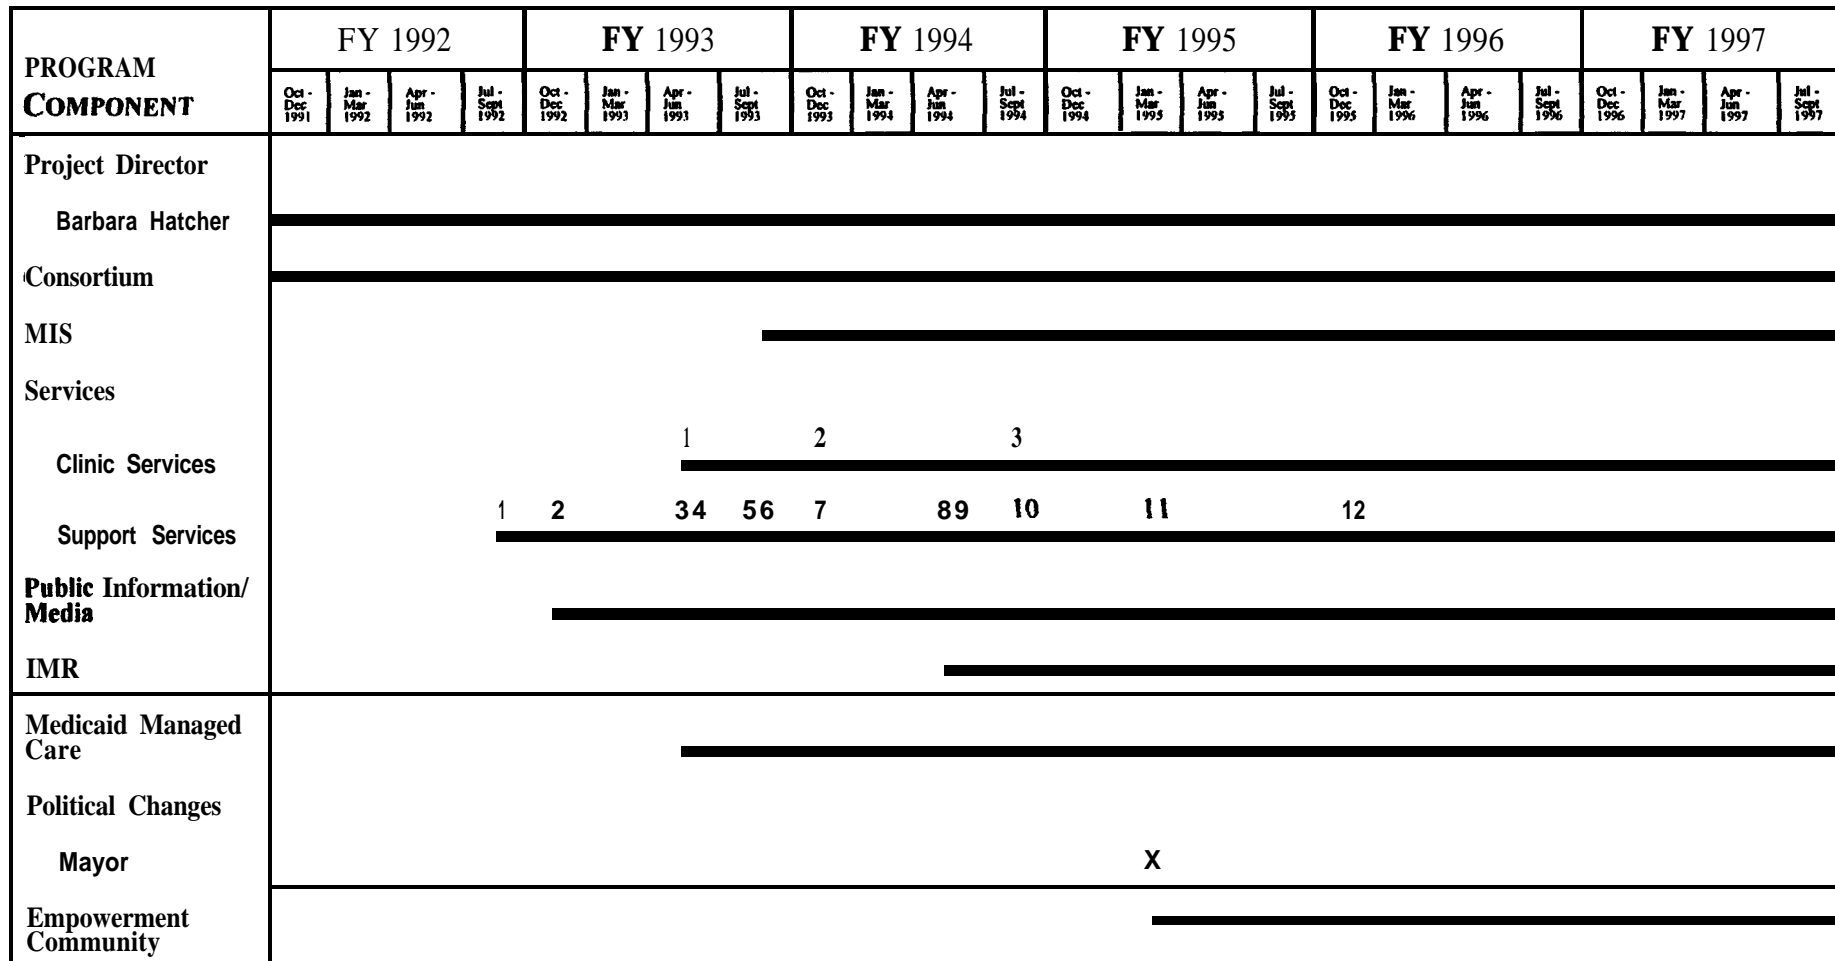 FY 1992 FY 1993 FY 1994 FY 1995 FY 1996 FY 1997
PROGRAM
COMPONENT
Oct - Jan - Apr - Jul - Oct - Jan - Apr - Jul - Oct - Jan - Apr - Jul - Oct - Jan - Apr - Jul - Oct - Jan - Apr - Jul - Oct - Jan - Apr - Jul -
Dec Mar Jun Sept Dec Mar Jun Sept Dec Mar Jun Sept Dec Mar Jun Sept Dec Mar Jun Sept Dec Mar Jun Sept
1991 1992 1992 1992 1992 1993 1993 1993 1993 1994 1994 1994 1994 1995 1995 1995 1995 1996 1996 1996 1996 1997 1997 1997
Project Director
Barbara Hatcher
Consortium
MIS
Services
1 2 3
Clinic Services
1 2 34 56 7 89 10 11 12
Support Services
Public Information/
Media
IMR
Medicaid Managed
Care
Political Changes
Mayor X
Empowerment
Community